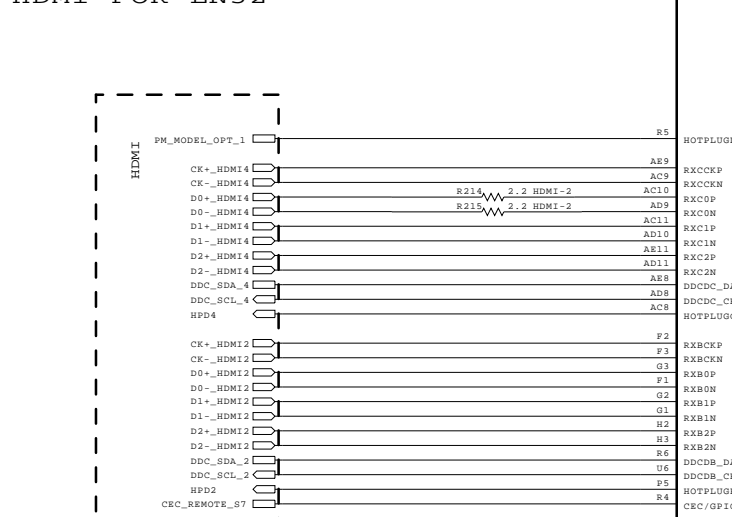 HDMI
PM_MODEL_OPT_1 R5
CK+_HDMI4 AE9 RXCCKP
CK-_HDMI4 AC9 RXCCKN
D0+_HDMI4 R214 2.2 HDMI-2 AC10 RXC0P
D0-_HDMI4 R215 2.2 HDMI-2 AD9 RXC0N
D1+_HDMI4 AC11 RXC1P
D1-_HDMI4 AD10 RXC1N
D2+_HDMI4 AE11 RXC2P
D2-_HDMI4 AD11 RXC2N
DDC_SDA_4 AE8
DDC_SCL_4 AD8
HPD4 AC8
CK+_HDMI2 F2 RXBCKP
CK-_HDMI2 F3 RXBCKN
D0+_HDMI2 G3 RXB0P
D0-_HDMI2 F1 RXB0N
D1+_HDMI2 G2 RXB1P
D1-_HDMI2 G1 RXB1N
D2+_HDMI2 H2 RXB2P
D2-_HDMI2 H3 RXB2N
DDC_SDA_2 R6
DDC_SCL_2 U6
HPD2 P5
CEC_REMOTE_S7 R4